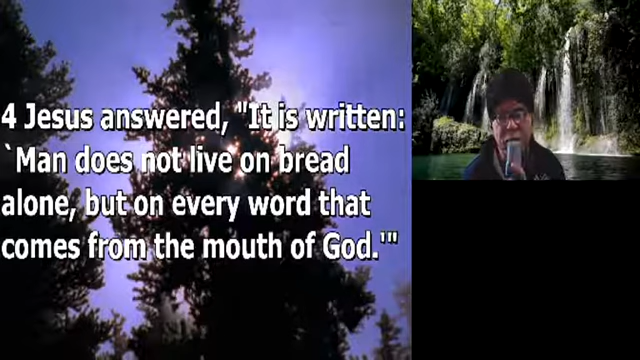 4 Jesus answered, "It is written:
`Man does not live on bread
alone, but on every word that
comes from the mouth of God.'"